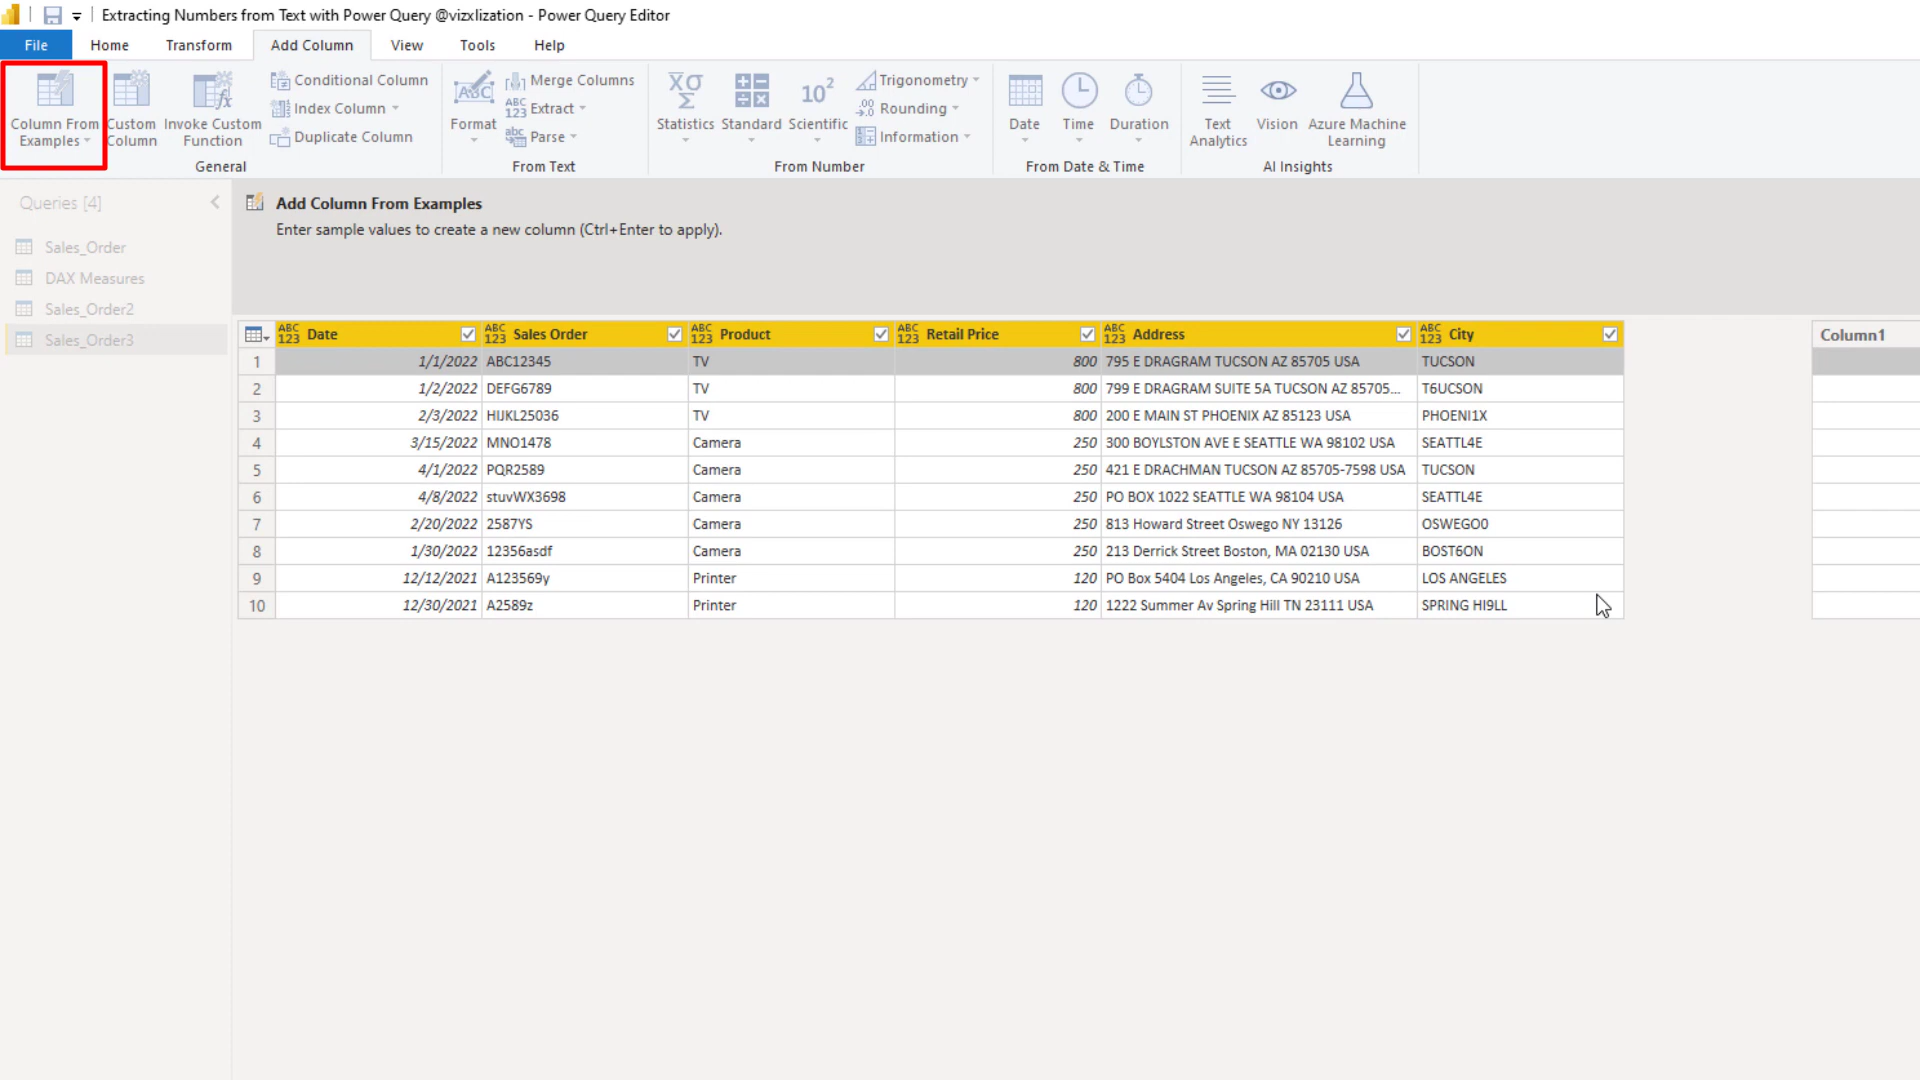 Extracting Numbers from Text with Power Query @vizxlization - Power Query Editor
File Home Transform Add Column View Tools Help
Column From Examples
Custom Column
Invoke Custom Function
Conditional Column
Index Column
Duplicate Column
General
Format
Merge Columns
Extract
Parse
From Text
Statistics
Standard
Scientific
Trigonometry
Rounding
Information
From Number
Date
Time
Duration
From Date & Time
Text Analytics
Vision
Azure Machine Learning
AI Insights
Queries [4]
Sales_Order
DAX Measures
Sales_Order2
Sales_Order3
Add Column From Examples
Enter sample values to create a new column (Ctrl+Enter to apply).
ABC 123 Date ABC 123 Sales Order ABC 123 Product ABC 123 Retail Price ABC 123 Address ABC 123 City Column1
1 1/1/2022 ABC12345 TV 800 795 E DRAGRAM TUCSON AZ 85705 USA TUCSON
2 1/2/2022 DEFG6789 TV 800 799 E DRAGRAM SUITE 5A TUCSON AZ 85705... T6UCSON
3 2/3/2022 HIJKL25036 TV 800 200 E MAIN ST PHOENIX AZ 85123 USA PHOENI1X
4 3/15/2022 MNO1478 Camera 250 300 BOYLSTON AVE E SEATTLE WA 98102 USA SEATTL4E
5 4/1/2022 PQR2589 Camera 250 421 E DRACHMAN TUCSON AZ 85705-7598 USA TUCSON
6 4/8/2022 stuvWX3698 Camera 250 PO BOX 1022 SEATTLE WA 98104 USA SEATTL4E
7 2/20/2022 2587YS Camera 250 813 Howard Street Oswego NY 13126 OSWEGO0
8 1/30/2022 12356asdf Camera 250 213 Derrick Street Boston, MA 02130 USA BOST6ON
9 12/12/2021 A123569y Printer 120 PO Box 5404 Los Angeles, CA 90210 USA LOS ANGELES
10 12/30/2021 A2589z Printer 120 1222 Summer Av Spring Hill TN 23111 USA SPRING HI9LL